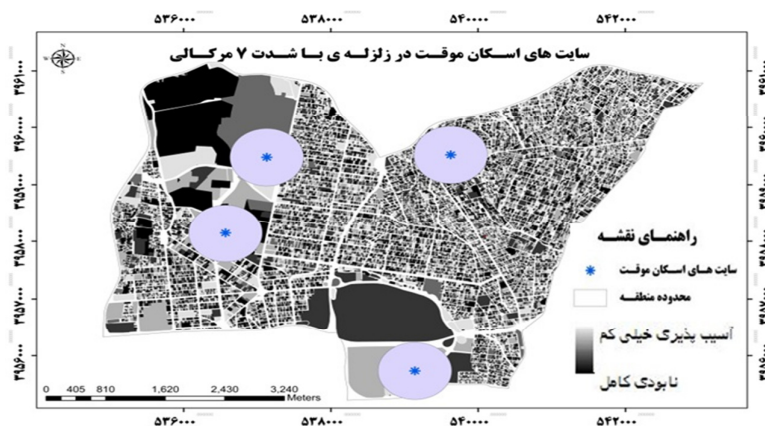 ۵۳۶۰۰۰ ۵۳۸۰۰۰ ۵۴۰۰۰۰ ۵۴۲۰۰۰
سایت های اسکان موقت در زلزله ی با شدت ۷ مرکالی
N
۳۹۶۱۰۰۰
۳۹۶۰۰۰۰
۳۹۵۹۰۰۰
۳۹۵۸۰۰۰
۳۹۵۷۰۰۰
۳۹۵۶۰۰۰
راهنمای نقشه
سایت های اسکان موقت
محدوده منطقه
آسیب پذیری خیلی کم
نابودی کامل
0 405 810 1,620 2,430 3,240
Meters
۵۳۶۰۰۰ ۵۳۸۰۰۰ ۵۴۰۰۰۰ ۵۴۲۰۰۰